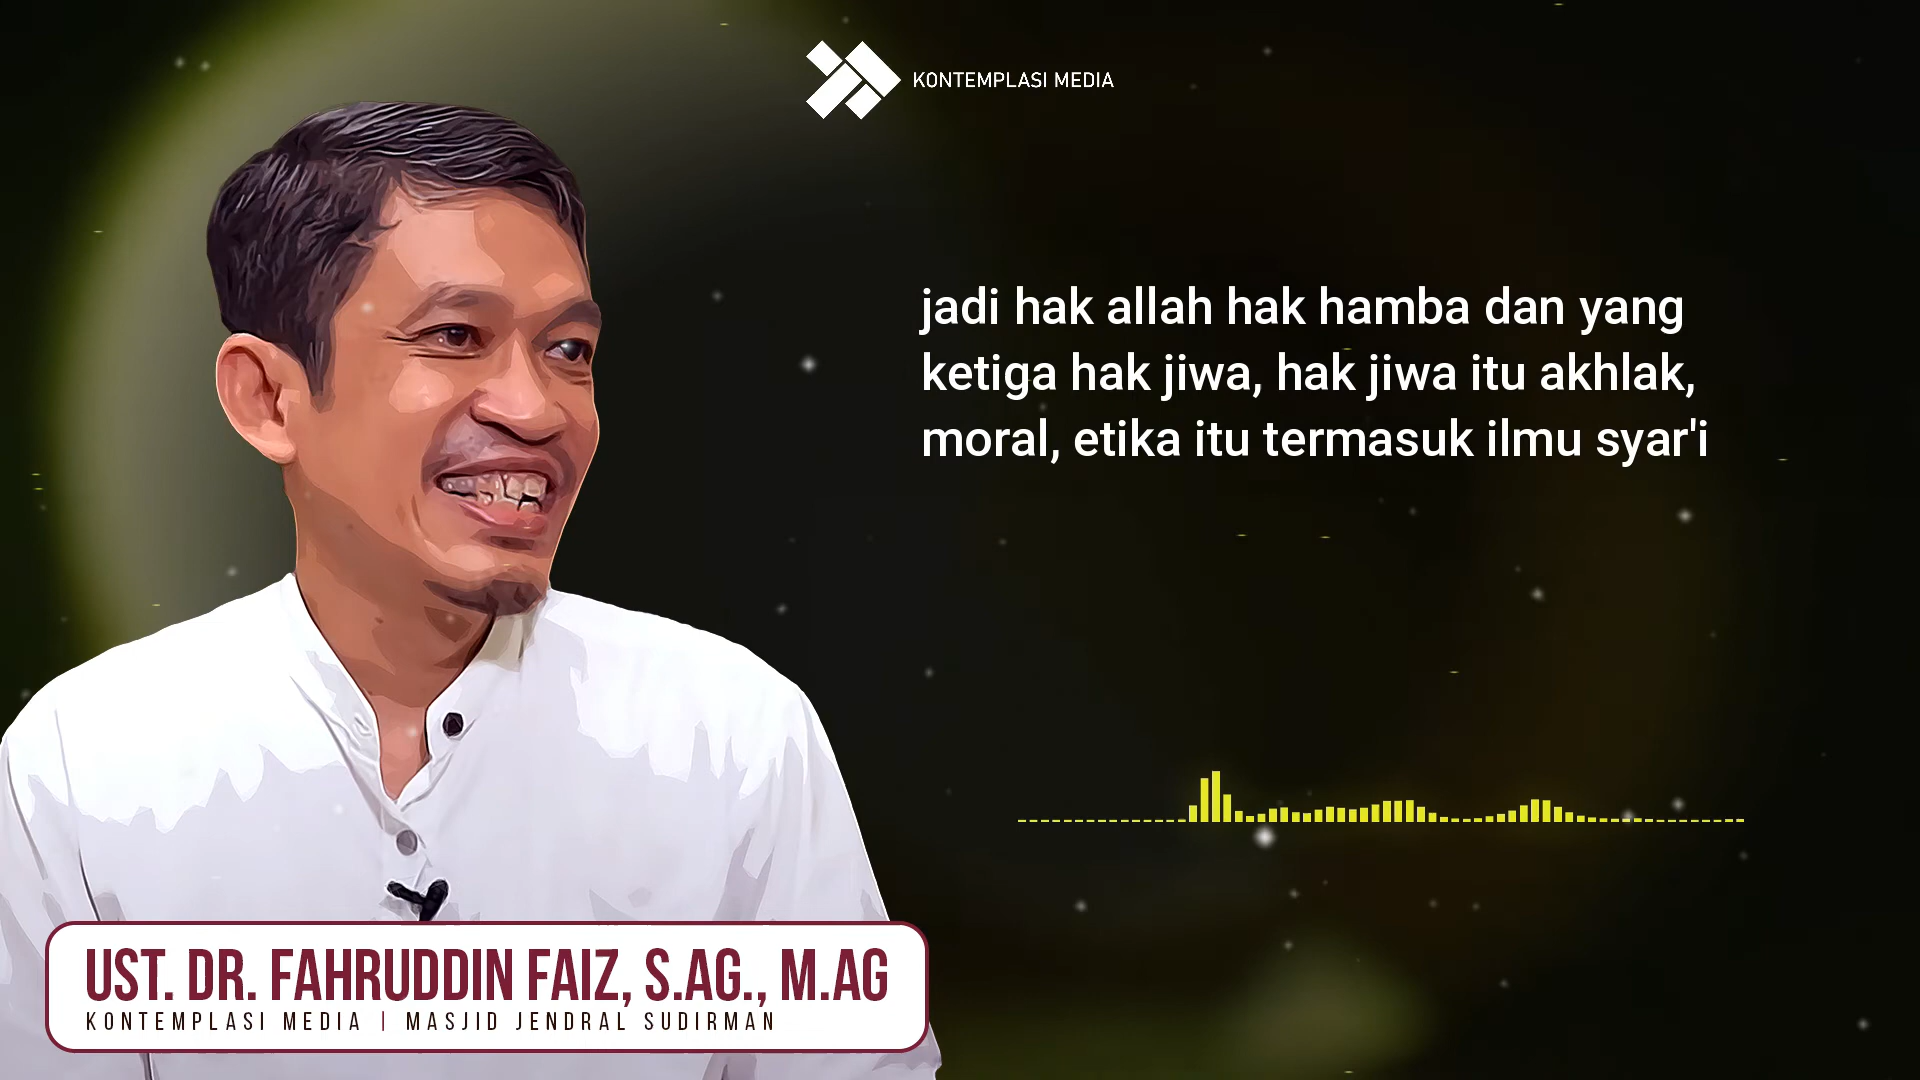 KONTEMPLASI MEDIA
jadi hak allah hak hamba dan yang
ketiga hak jiwa, hak jiwa itu akhlak,
moral, etika itu termasuk ilmu syar'i
UST. DR. FAHRUDDIN FAIZ, S.AG., M.AG
KONTEMPLASI MEDIA | MASJID JENDRAL SUDIRMAN